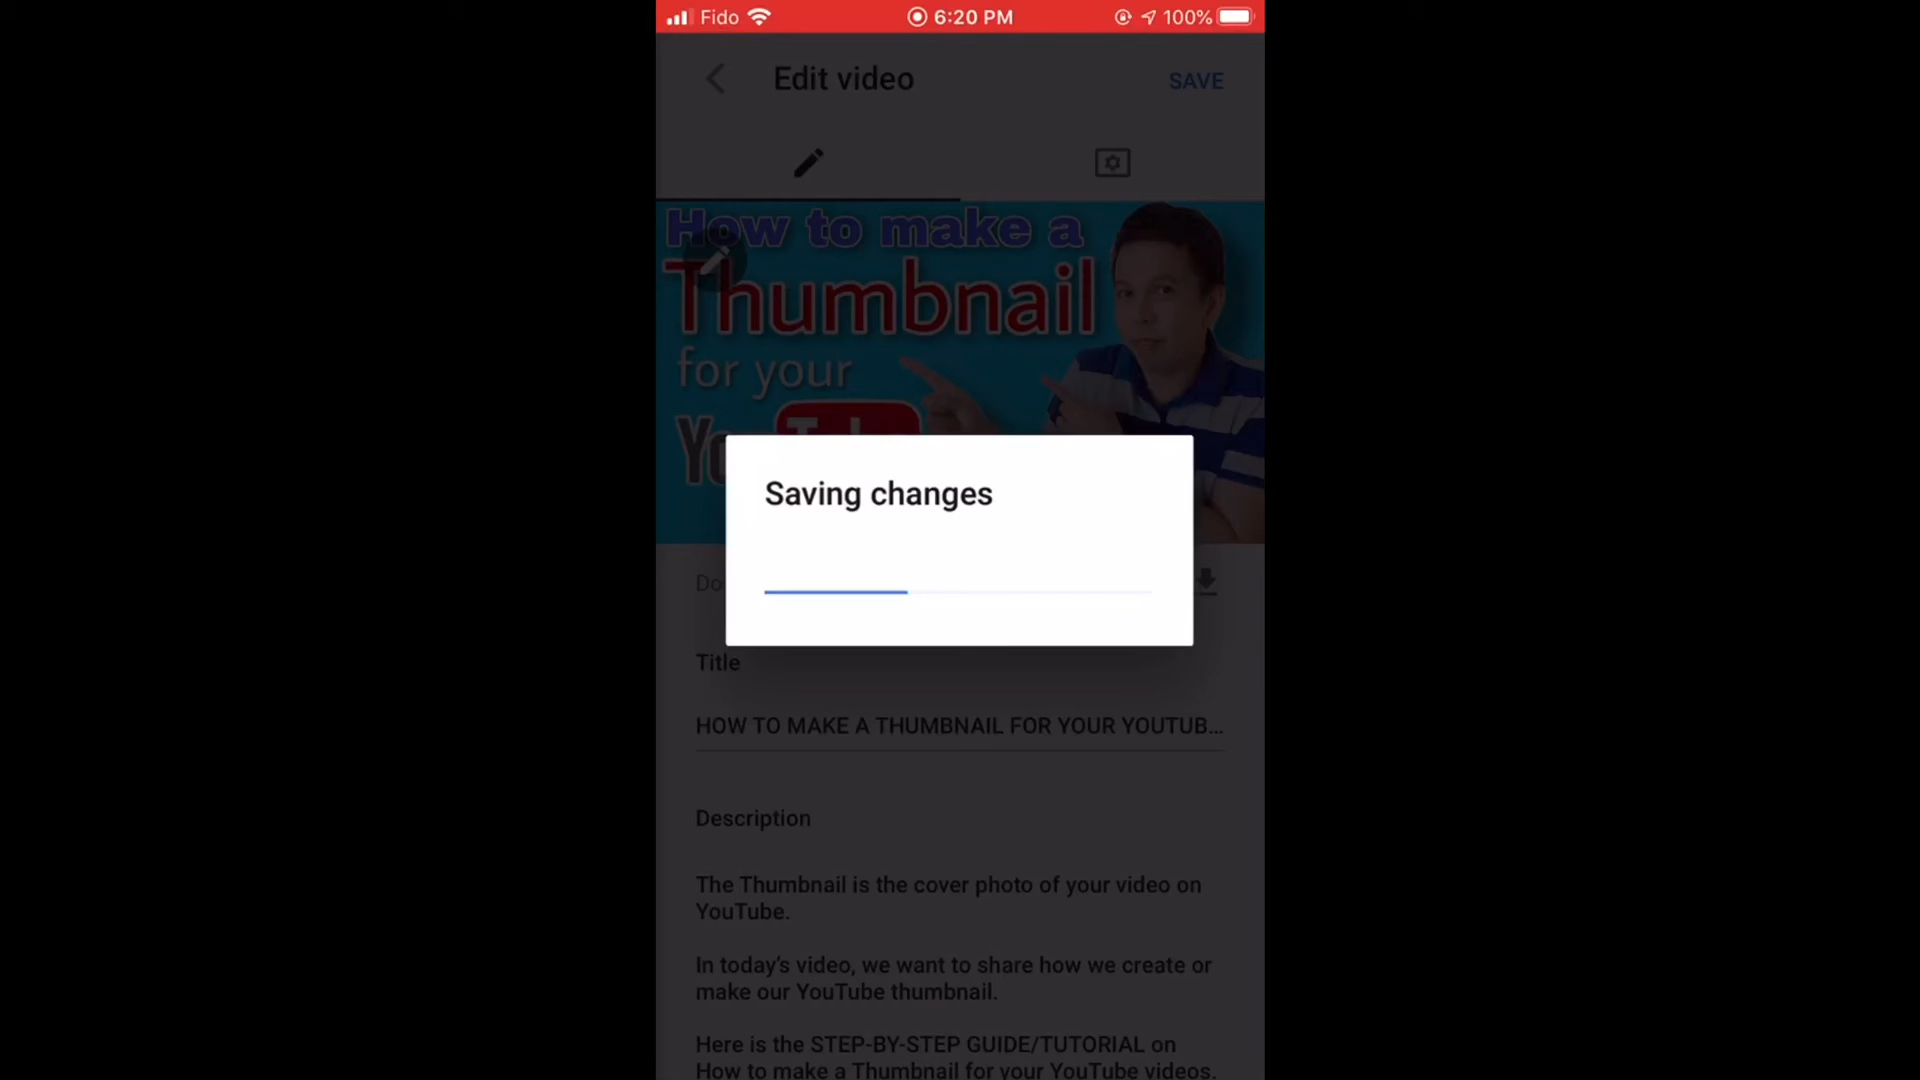 Fido 6:20 PM 100%
Edit video SAVE
How to make a
Thumbnail
for your
Saving changes
Title
HOW TO MAKE A THUMBNAIL FOR YOUR YOUTUB...
Description
The Thumbnail is the cover photo of your video on
YouTube.
In today's video, we want to share how we create or
make our YouTube thumbnail.
Here is the STEP-BY-STEP GUIDE/TUTORIAL on
How to make a Thumbnail for your YouTube videos.